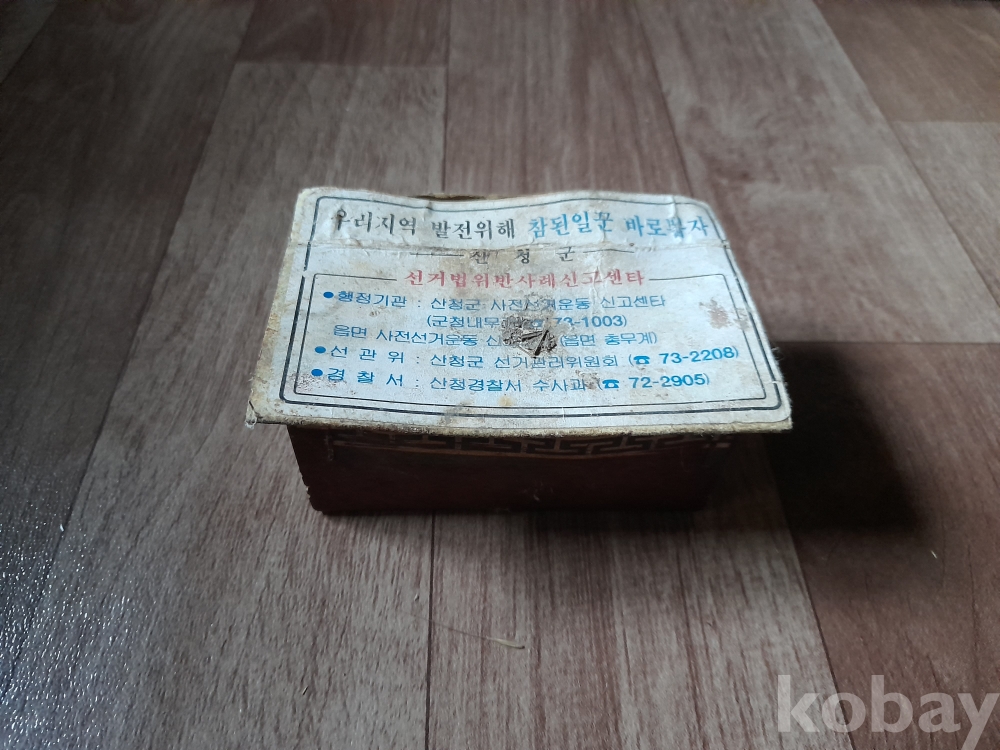 우리지역 발전위해 참된일꾼 바로뽑자
산청군
선거법위반사례신고센타
● 행정기관 : 산청군 사전선거운동 신고센타
(군청내무 ☎ 73-1003)
읍면 사전선거운동 (읍면 총무계)
● 선관위 : 산청군 선거관리위원회 (☎ 73-2208)
● 경찰서 : 산청경찰서 수사과 (☎ 72-2905)
kobay